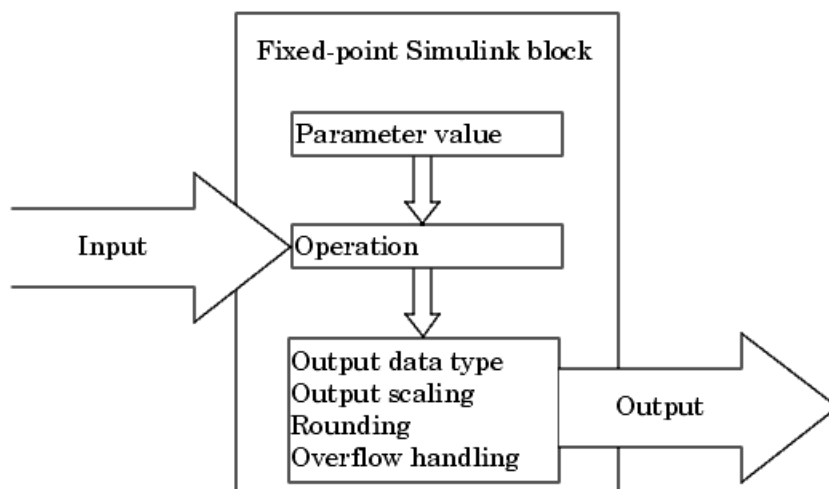 Fixed-point Simulink block
Parameter value
Input
Operation
Output data type
Output scaling
Rounding
Overflow handling
Output